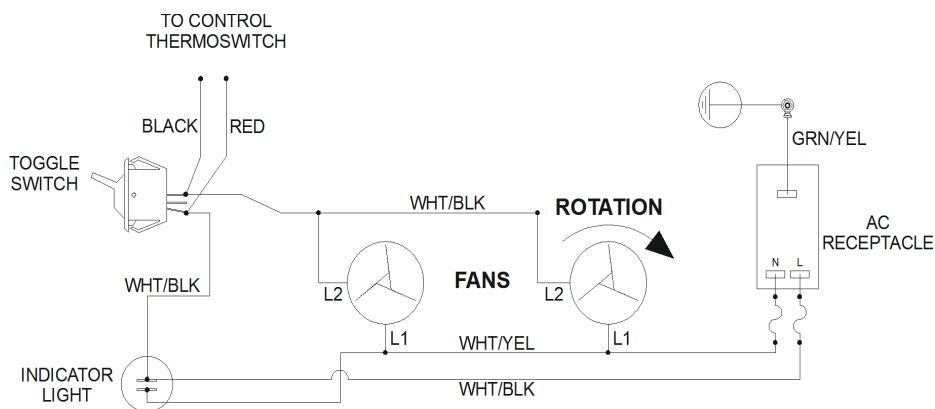 TO CONTROL
THERMOSWITCH
BLACK
RED
GRN/YEL
TOGGLE
SWITCH
WHT/BLK
ROTATION
AC
RECEPTACLE
N
L
FANS
L2
L2
WHT/BLK
L1
L1
WHT/YEL
INDICATOR
LIGHT
WHT/BLK